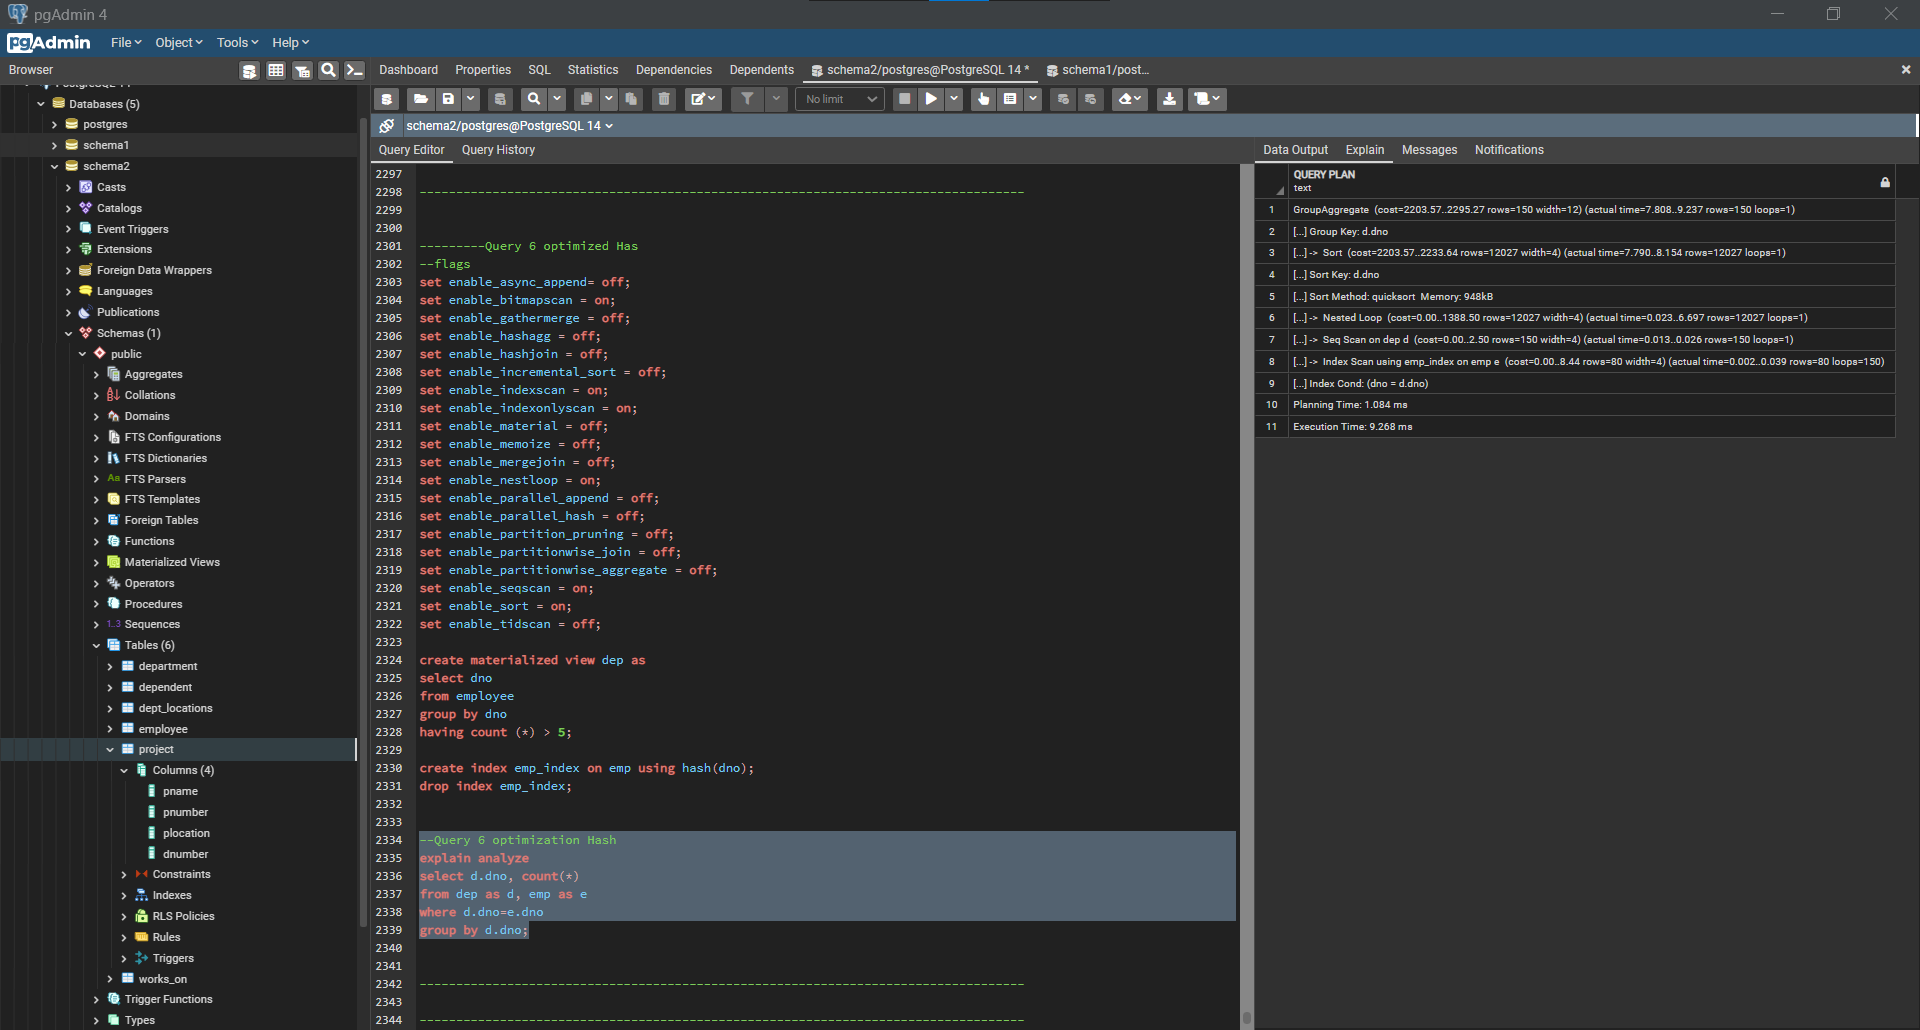 pgAdmin 4
pgAdmin File Object Tools Help
Browser
Dashboard Properties SQL Statistics Dependencies Dependents schema2/postgres@PostgreSQL 14 * schema1/post...
No limit
schema2/postgres@PostgreSQL 14
Query Editor Query History
Data Output Explain Messages Notifications
Databases (5)
postgres
schema1
schema2
Casts
Catalogs
Event Triggers
Extensions
Foreign Data Wrappers
Languages
Publications
Schemas (1)
public
Aggregates
Collations
Domains
FTS Configurations
FTS Dictionaries
FTS Parsers
FTS Templates
Foreign Tables
Functions
Materialized Views
Operators
Procedures
1..3 Sequences
Tables (6)
department
dependent
dept_locations
employee
project
Columns (4)
pname
pnumber
plocation
dnumber
Constraints
Indexes
RLS Policies
Rules
Triggers
works_on
Trigger Functions
Types
2297
2298 -----------------------------------------------------------------------------------
2299
2300
2301 ---------Query 6 optimized Has
2302 --flags
2303 set enable_async_append= off;
2304 set enable_bitmapscan = on;
2305 set enable_gathermerge = off;
2306 set enable_hashagg = off;
2307 set enable_hashjoin = off;
2308 set enable_incremental_sort = off;
2309 set enable_indexscan = on;
2310 set enable_indexonlyscan = on;
2311 set enable_material = off;
2312 set enable_memoize = off;
2313 set enable_mergejoin = off;
2314 set enable_nestloop = on;
2315 set enable_parallel_append = off;
2316 set enable_parallel_hash = off;
2317 set enable_partition_pruning = off;
2318 set enable_partitionwise_join = off;
2319 set enable_partitionwise_aggregate = off;
2320 set enable_seqscan = on;
2321 set enable_sort = on;
2322 set enable_tidscan = off;
2323
2324 create materialized view dep as
2325 select dno
2326 from employee
2327 group by dno
2328 having count (*) > 5;
2329
2330 create index emp_index on emp using hash(dno);
2331 drop index emp_index;
2332
2333
2334 --Query 6 optimization Hash
2335 explain analyze
2336 select d.dno, count(*)
2337 from dep as d, emp as e
2338 where d.dno=e.dno
2339 group by d.dno;
2340
2341
2342 -----------------------------------------------------------------------------------
2343
2344 -----------------------------------------------------------------------------------
QUERY PLAN
text
1 GroupAggregate (cost=2203.57..2295.27 rows=150 width=12) (actual time=7.808..9.237 rows=150 loops=1)
2 [...] Group Key: d.dno
3 [...] -> Sort (cost=2203.57..2233.64 rows=12027 width=4) (actual time=7.790..8.154 rows=12027 loops=1)
4 [...] Sort Key: d.dno
5 [...] Sort Method: quicksort Memory: 948kB
6 [...] -> Nested Loop (cost=0.00..1388.50 rows=12027 width=4) (actual time=0.023..6.697 rows=12027 loops=1)
7 [...] -> Seq Scan on dep d (cost=0.00..2.50 rows=150 width=4) (actual time=0.013..0.026 rows=150 loops=1)
8 [...] -> Index Scan using emp_index on emp e (cost=0.00..8.44 rows=80 width=4) (actual time=0.002..0.039 rows=80 loops=150)
9 [...] Index Cond: (dno = d.dno)
10 Planning Time: 1.084 ms
11 Execution Time: 9.268 ms